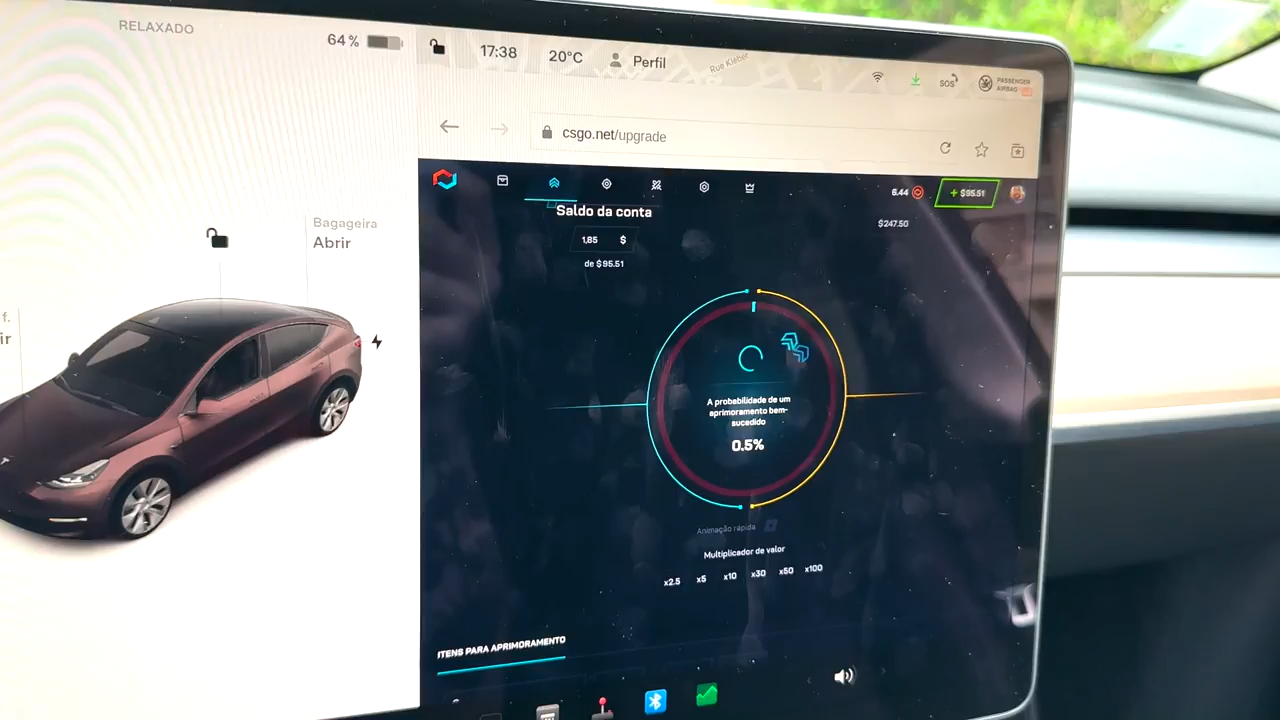 RELAXADO
64 %
17:38
20°C
Perfil
Rue Kléber
SOS
PASSENGER
AIRBAG
csgo.net/upgrade
Bagageira
Abrir
f.
ir
6.44
+ $95.51
$247.50
Saldo da conta
1,85 $
de $95.51
A probabilidade de um
aprimoramento bem-
sucedido
0.5%
Animação rápida
Multiplicador de valor
x2.5 x5 x10 x30 x50 x100
ITENS PARA APRIMORAMENTO